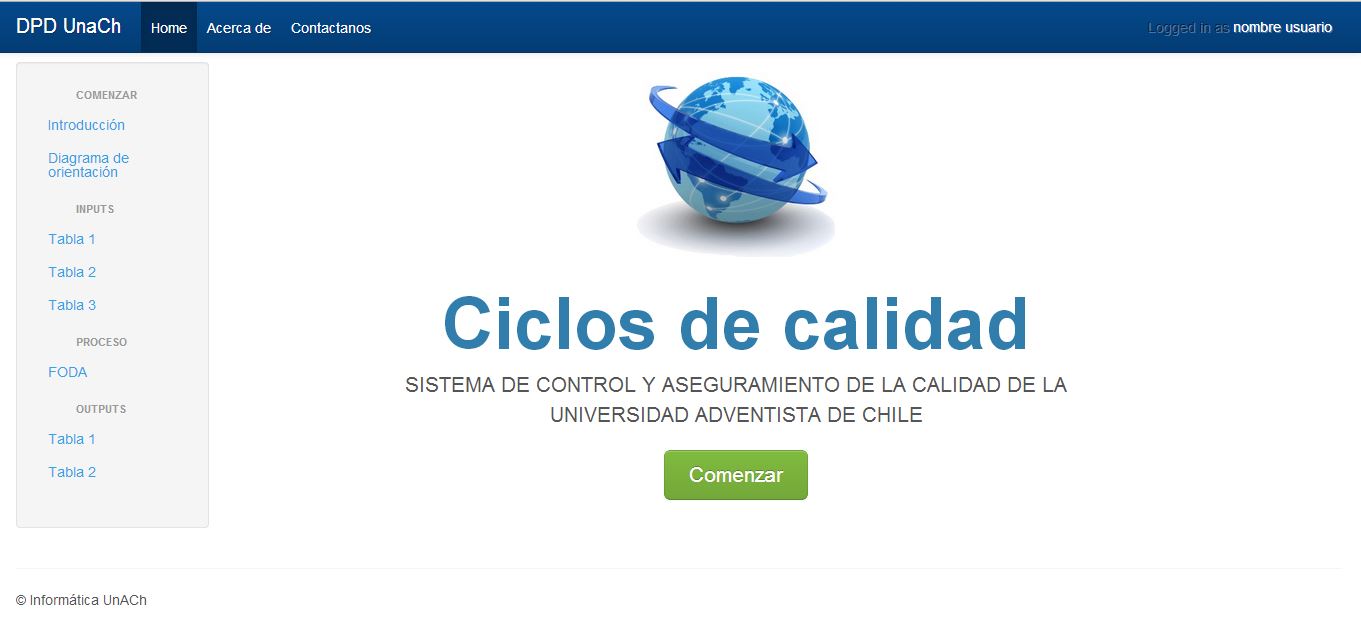 DPD UnaCh
Home
Acerca de
Contactanos
Logged in as nombre usuario
COMENZAR
Introducción
Diagrama de
orientación
INPUTS
Tabla 1
Tabla 2
Tabla 3
PROCESO
FODA
OUTPUTS
Tabla 1
Tabla 2
Ciclos de calidad
SISTEMA DE CONTROL Y ASEGURAMIENTO DE LA CALIDAD DE LA
UNIVERSIDAD ADVENTISTA DE CHILE
Comenzar
© Informática UnACh